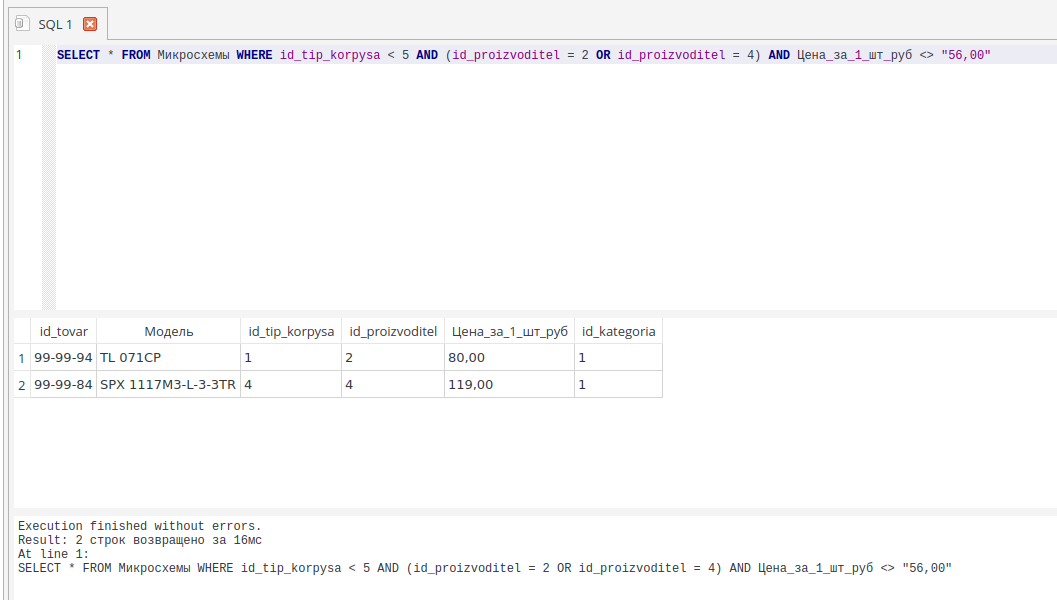 SQL 1
1 SELECT * FROM Микросхемы WHERE id_tip_korpysa < 5 AND (id_proizvoditel = 2 OR id_proizvoditel = 4) AND Цена_за_1_шт_руб <> "56,00"
id_tovar Модель id_tip_korpysa id_proizvoditel Цена_за_1_шт_руб id_kategoria
1 99-99-94 TL 071CP 1 2 80,00 1
2 99-99-84 SPX 1117M3-L-3-3TR 4 4 119,00 1
Execution finished without errors.
Result: 2 строк возвращено за 16мс
At line 1:
SELECT * FROM Микросхемы WHERE id_tip_korpysa < 5 AND (id_proizvoditel = 2 OR id_proizvoditel = 4) AND Цена_за_1_шт_руб <> "56,00"